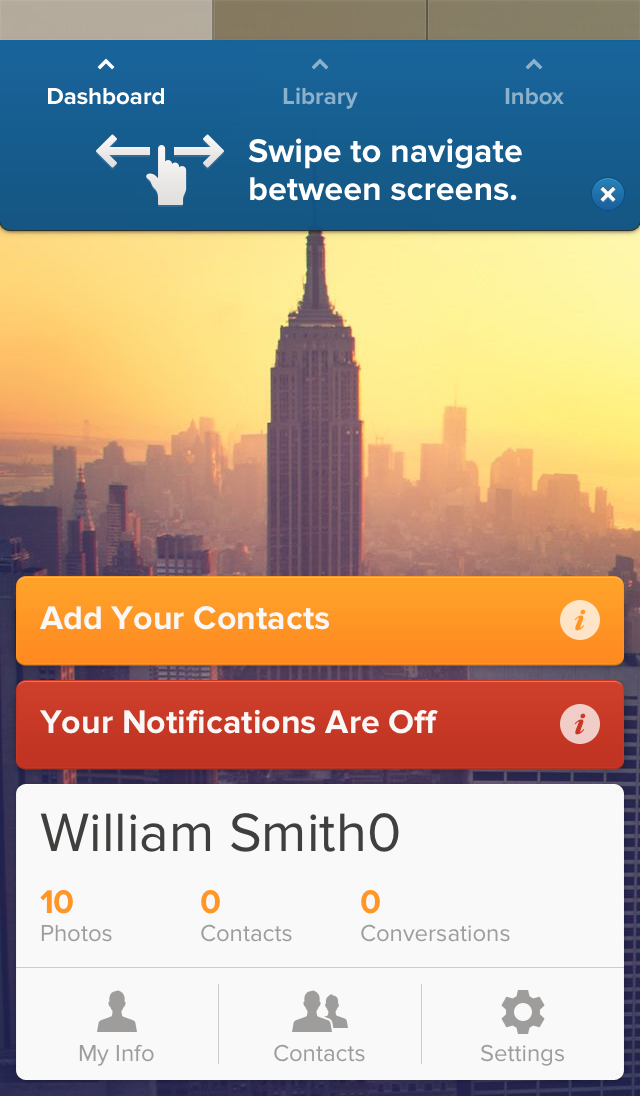 Dashboard
Library
Inbox
Swipe to navigate
between screens.
Add Your Contacts
i
Your Notifications Are Off
i
William Smith0
10
0
0
Photos
Contacts
Conversations
My Info
Contacts
Settings